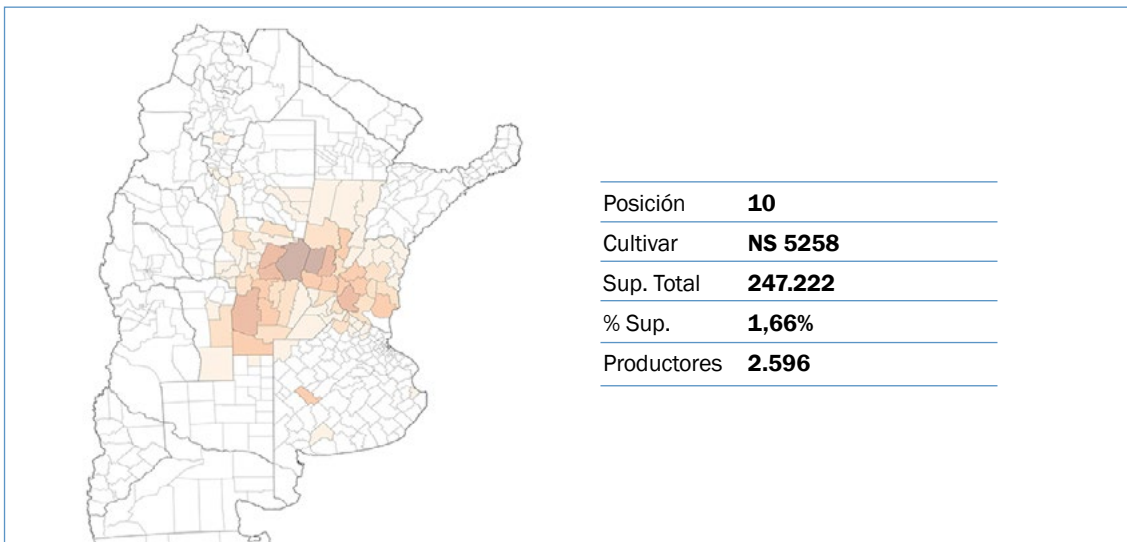 Posición 10
Cultivar NS 5258
Sup. Total 247.222
% Sup. 1,66%
Productores 2.596